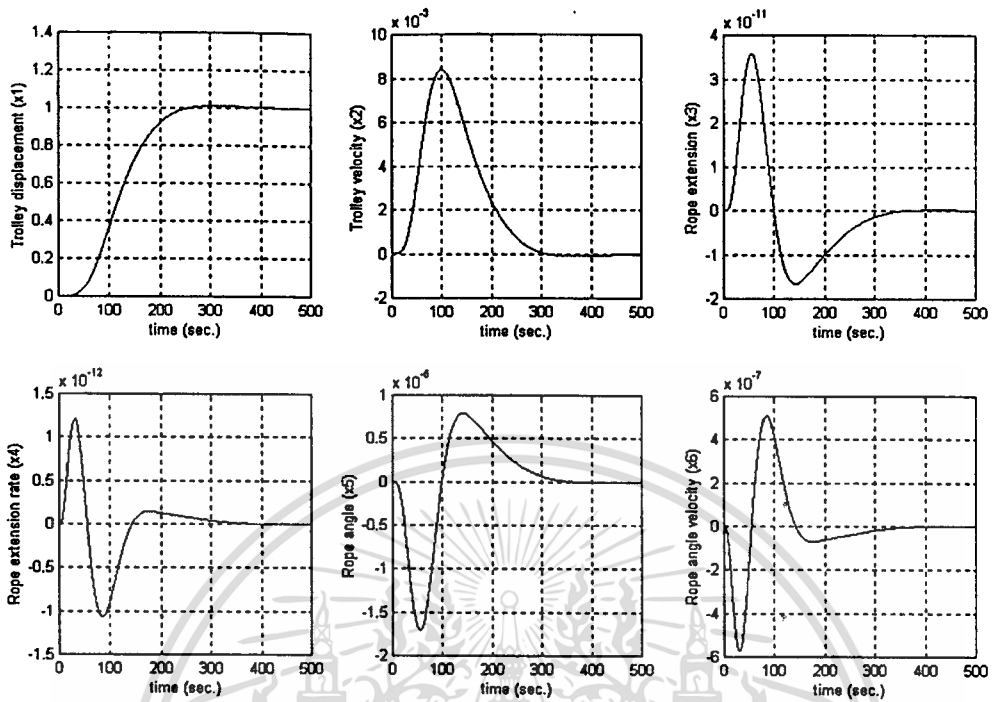 Trolley displacement (x1)
1.4
1.2
1
0.8
0.6
0.4
0.2
0
0 100 200 300 400 500
time (sec.)
x 10⁻³
Trolley velocity (x2)
10
8
6
4
2
0
-2
0 100 200 300 400 500
time (sec.)
x 10⁻¹¹
Rope extension (x3)
4
3
2
1
0
-1
-2
0 100 200 300 400 500
time (sec.)
x 10⁻¹²
Rope extension rate (x4)
1.5
1
0.5
0
-0.5
-1
-1.5
0 100 200 300 400 500
time (sec.)
x 10⁻⁶
Rope angle (x5)
1
0.5
0
-0.5
-1
-1.5
-2
0 100 200 300 400 500
time (sec.)
x 10⁻⁷
Rope angle velocity (x6)
6
4
2
0
-2
-4
-6
0 100 200 300 400 500
time (sec.)